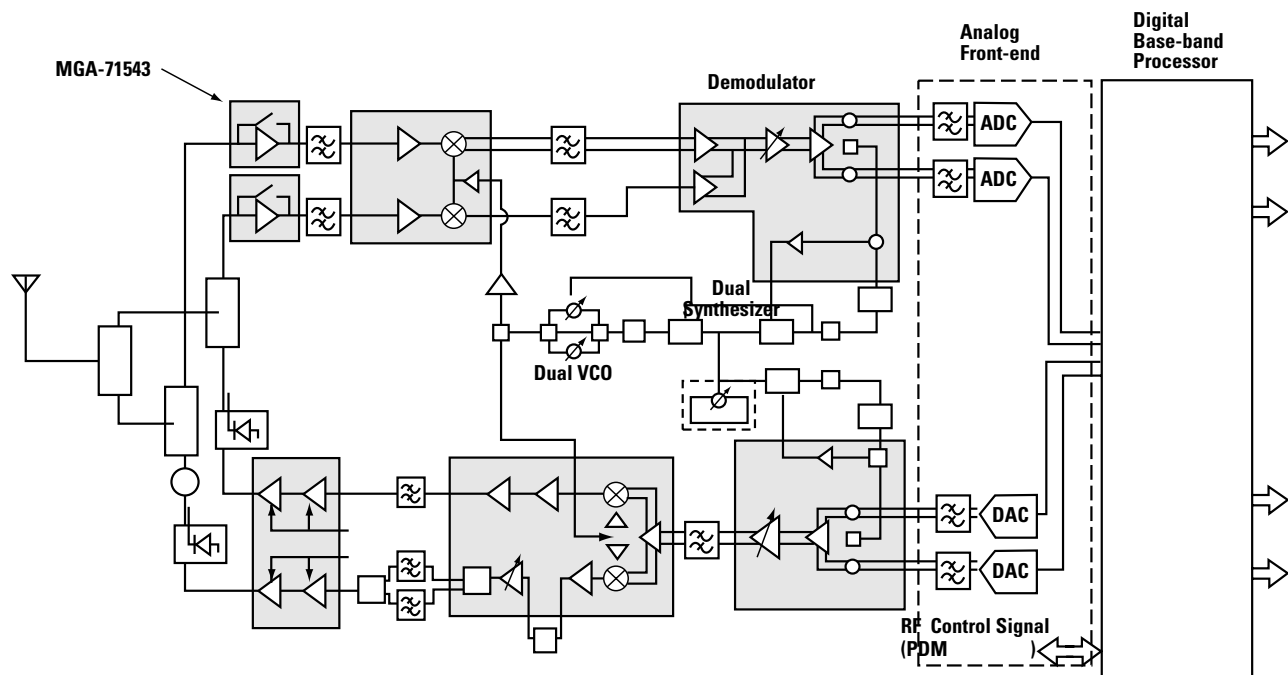 Analog
Front-end
Digital
Base-band
Processor
MGA-71543
Demodulator
ADC
ADC
Dual
Synthesizer
Dual VCO
DAC
DAC
RF Control Signal
(PDM )